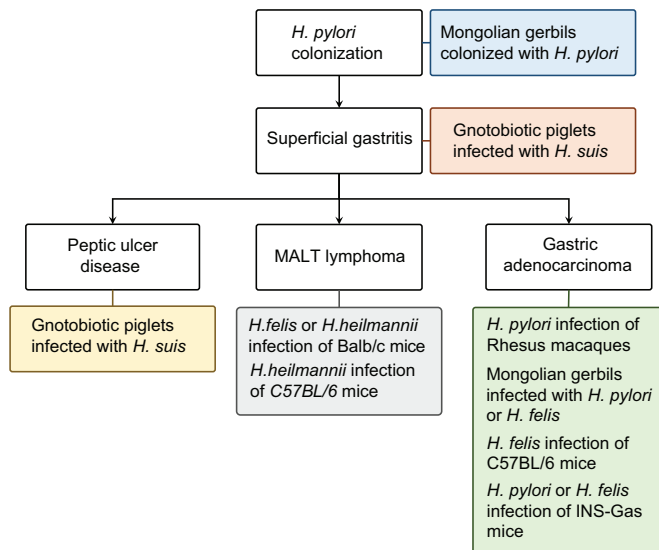 H. pylori
colonization
Mongolian gerbils
colonized with H. pylori
Superficial gastritis
Gnotobiotic piglets
infected with H. suis
Peptic ulcer
disease
MALT lymphoma
Gastric
adenocarcinoma
Gnotobiotic piglets
infected with H. suis
H.felis or H.heilmannii
infection of Balb/c mice
H.heilmannii infection
of C57BL/6 mice
H. pylori infection of
Rhesus macaques
Mongolian gerbils
infected with H. pylori
or H. felis
H. felis infection of
C57BL/6 mice
H. pylori or H. felis
infection of INS-Gas
mice